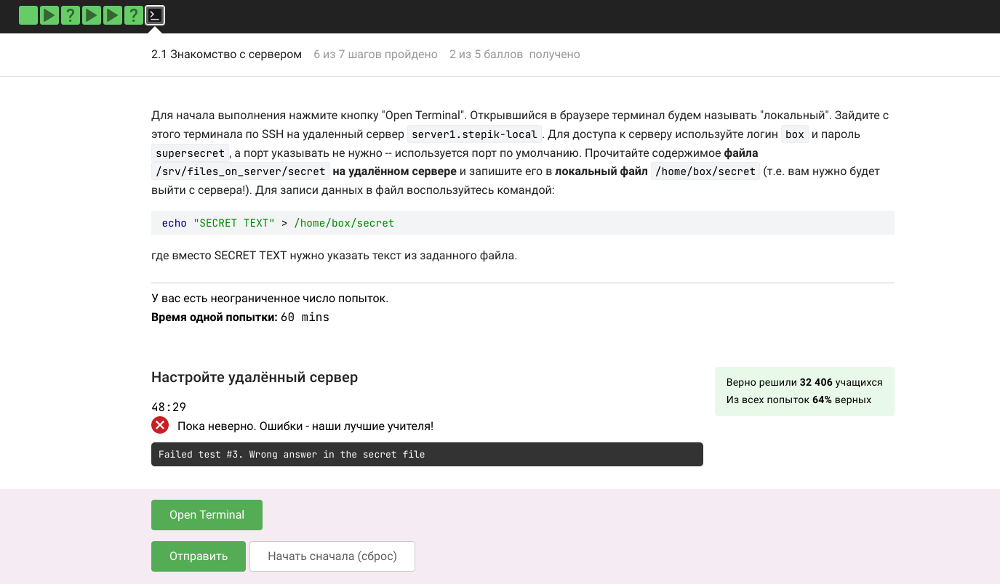 2.1 Знакомство с сервером 6 из 7 шагов пройдено 2 из 5 баллов получено
Для начала выполнения нажмите кнопку "Open Terminal". Открывшийся в браузере терминал будем называть "локальный". Зайдите с
этого терминала по SSH на удаленный сервер server1.stepik-local . Для доступа к серверу используйте логин box и пароль
supersecret , а порт указывать не нужно -- используется порт по умолчанию. Прочитайте содержимое файла
/srv/files_on_server/secret на удалённом сервере и запишите его в локальный файл /home/box/secret (т.е. вам нужно будет
выйти с сервера!). Для записи данных в файл воспользуйтесь командой:
echo "SECRET TEXT" > /home/box/secret
где вместо SECRET TEXT нужно указать текст из заданного файла.
У вас есть неограниченное число попыток.
Время одной попытки: 60 mins
Настройте удалённый сервер
Верно решили 32 406 учащихся
Из всех попыток 64% верных
48:29
Пока неверно. Ошибки - наши лучшие учителя!
Failed test #3. Wrong answer in the secret file
Open Terminal
Отправить Начать сначала (сброс)